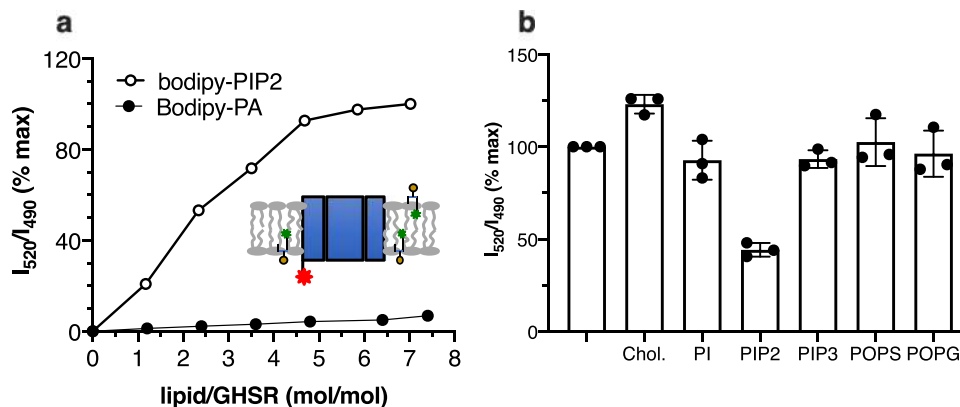 a
120
80
40
0
I520/I490 (% max)
bodipy-PIP2
Bodipy-PA
0 1 2 3 4 5 6 7 8
lipid/GHSR (mol/mol)
b
150
100
50
0
I520/I490 (% max)
Chol. PI PIP2 PIP3 POPS POPG